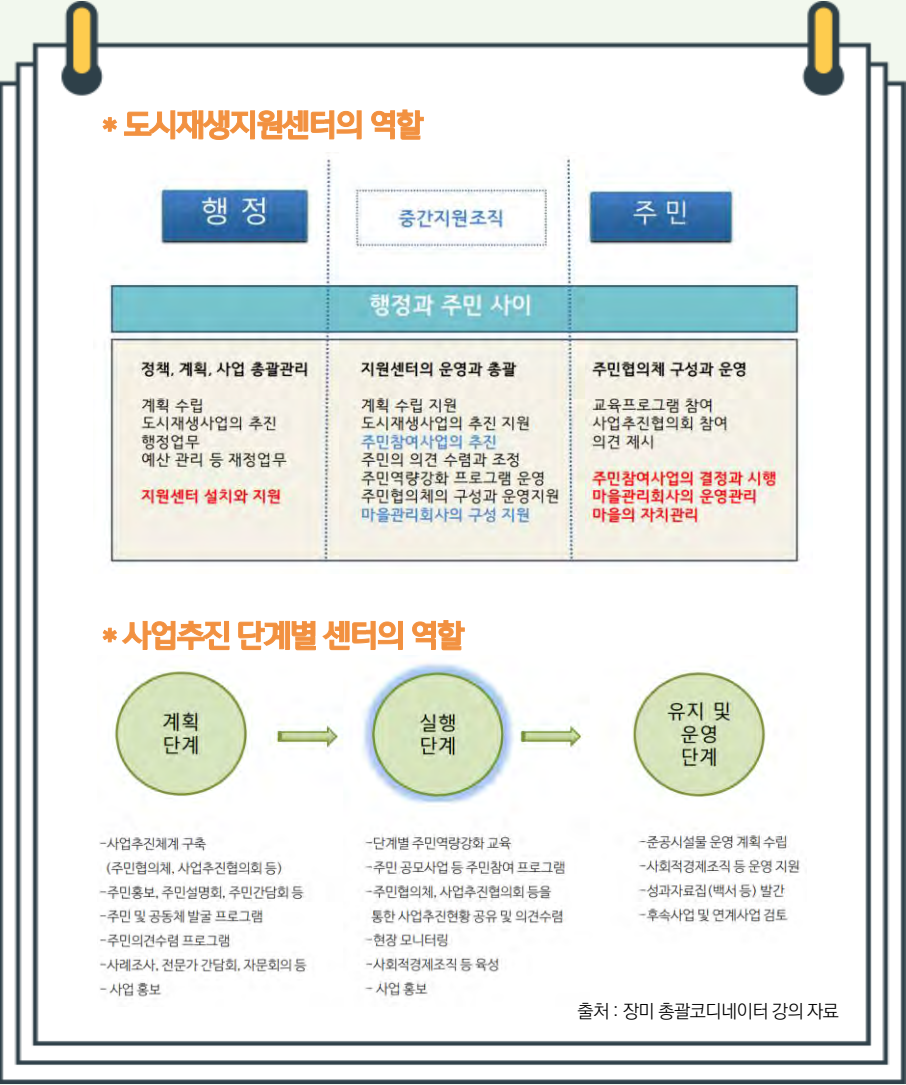 * 도시재생지원센터의 역할
행 정
중간지원조직
주 민
행정과 주민 사이
정책, 계획, 사업 총괄관리
계획 수립
도시재생사업의 추진
행정업무
예산 관리 등 재정업무
지원센터 설치와 지원
지원센터의 운영과 총괄
계획 수립 지원
도시재생사업의 추진 지원
주민참여사업의 추진
주민의 의견 수렴과 조정
주민역량강화 프로그램 운영
주민협의체의 구성과 운영지원
마을관리회사의 구성 지원
주민협의체 구성과 운영
교육프로그램 참여
사업추진협의회 참여
의견 제시
주민참여사업의 결정과 시행
마을관리회사의 운영관리
마을의 자치관리
* 사업추진 단계별 센터의 역할
계획
단계
실행
단계
유지 및
운영
단계
-사업추진체계 구축
(주민협의체, 사업추진협의회 등)
-주민홍보, 주민설명회, 주민간담회 등
-주민 및 공동체 발굴 프로그램
-주민의견수렴 프로그램
-사례조사, 전문가 간담회, 자문회의 등
- 사업 홍보
-단계별 주민역량강화 교육
-주민 공모사업 등 주민참여 프로그램
-주민협의체, 사업추진협의회 등을
통한 사업추진현황 공유 및 의견수렴
-현장 모니터링
-사회적경제조직 등 육성
- 사업 홍보
-준공시설물 운영 계획 수립
-사회적경제조직 등 운영 지원
-성과자료집(백서 등) 발간
-후속사업 및 연계사업 검토
출처 : 장미 총괄코디네이터 강의 자료